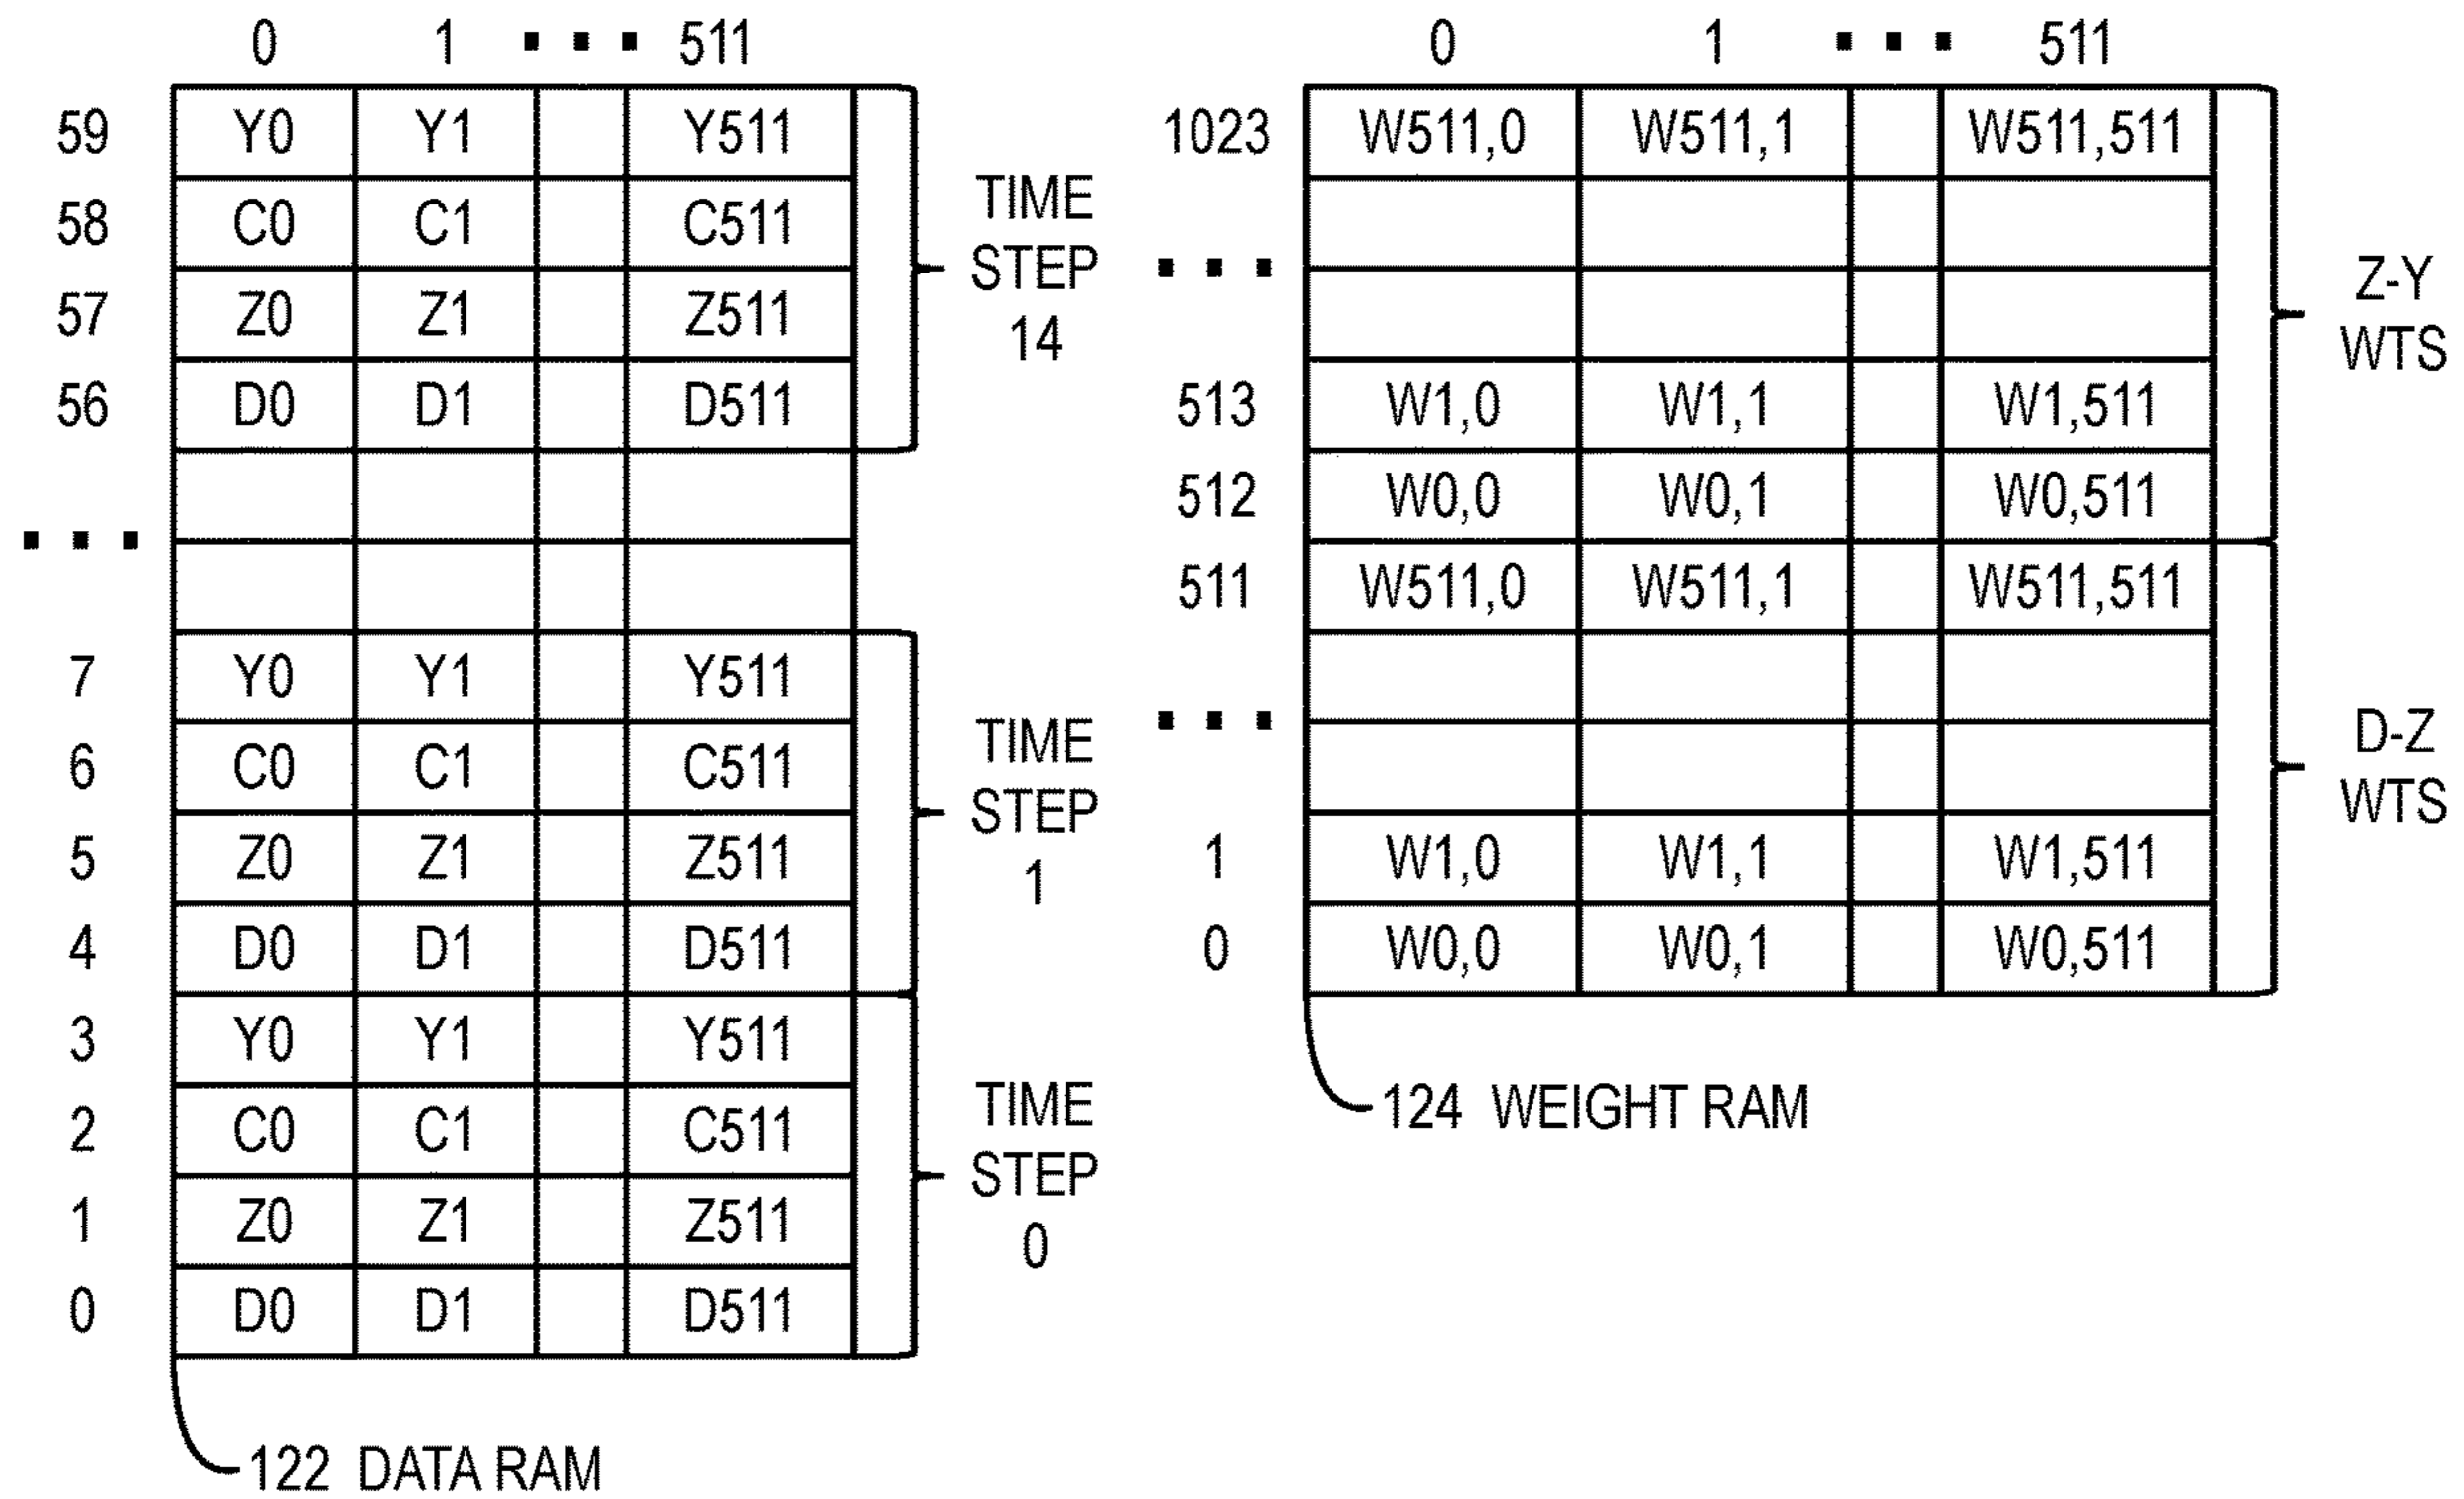 0 1 ▪ ▪ ▪ 511
59 Y0 Y1 Y511
58 C0 C1 C511
57 Z0 Z1 Z511
56 D0 D1 D511
TIME
STEP
14
▪ ▪ ▪
7 Y0 Y1 Y511
6 C0 C1 C511
5 Z0 Z1 Z511
4 D0 D1 D511
TIME
STEP
1
3 Y0 Y1 Y511
2 C0 C1 C511
1 Z0 Z1 Z511
0 D0 D1 D511
TIME
STEP
0
122 DATA RAM
0 1 ▪ ▪ ▪ 511
1023 W511,0 W511,1 W511,511
▪ ▪ ▪
513 W1,0 W1,1 W1,511
512 W0,0 W0,1 W0,511
Z-Y
WTS
511 W511,0 W511,1 W511,511
▪ ▪ ▪
1 W1,0 W1,1 W1,511
0 W0,0 W0,1 W0,511
D-Z
WTS
124 WEIGHT RAM